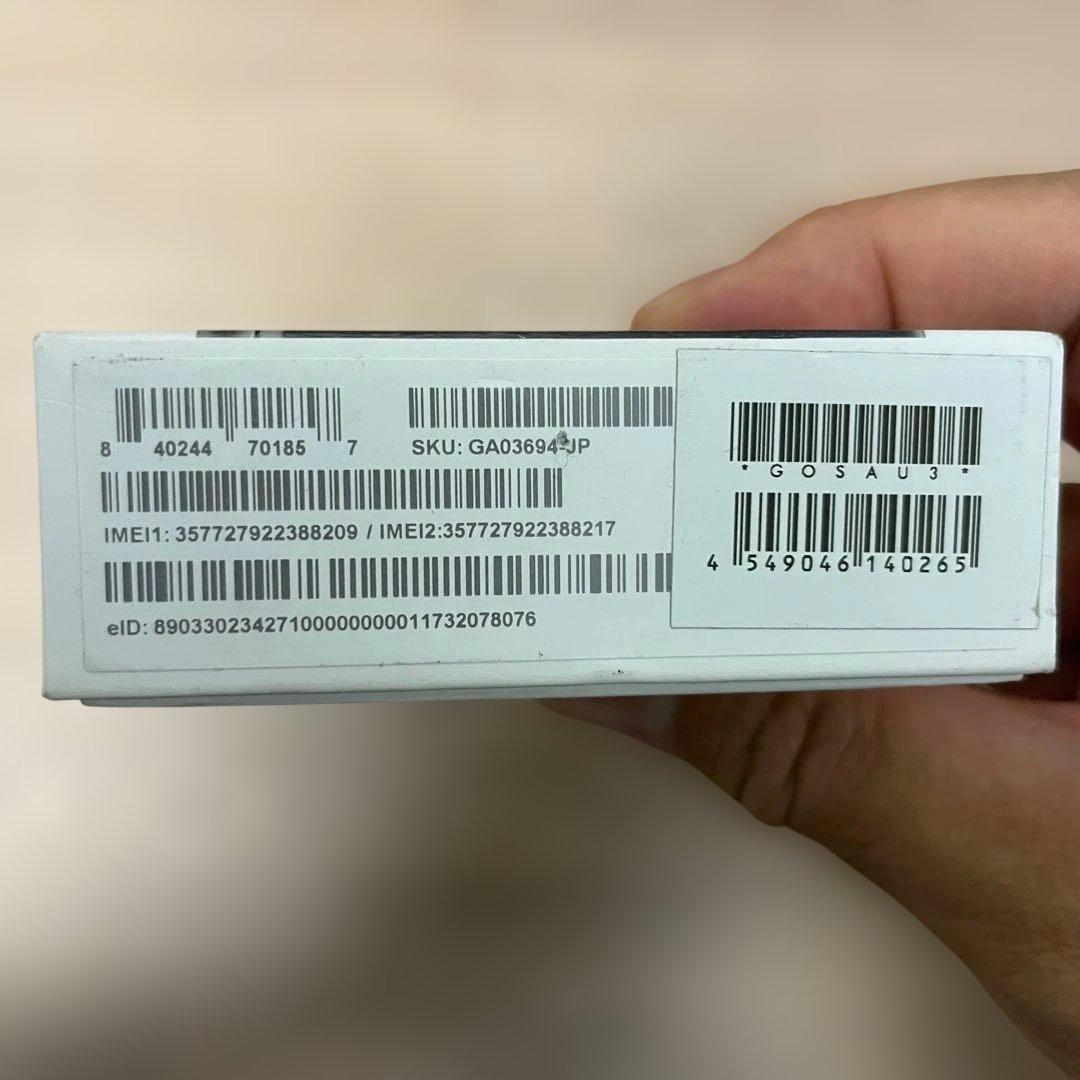 8 40244 70185 7
SKU: GA03694-JP
IMEI1: 357727922388209 / IMEI2:357727922388217
eID: 89033023427100000000011732078076
* G O S A U 3 *
4 549046 140265